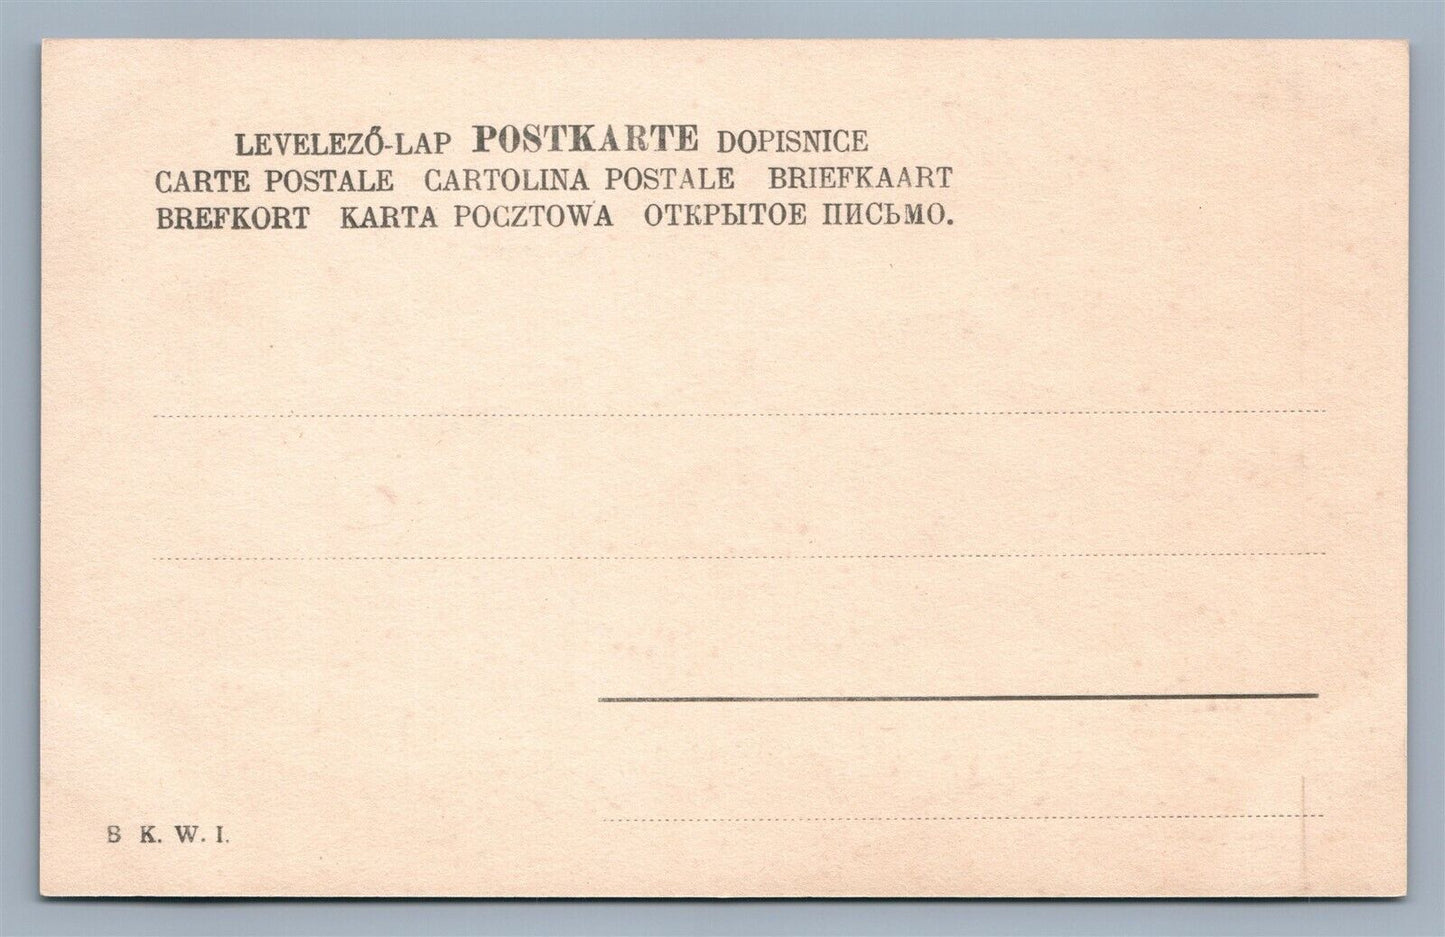 LEVELEZŐ-LAP POSTKARTE DOPISNICE
CARTE POSTALE CARTOLINA POSTALE BRIEFKAART
BREFKORT KARTA POCZTOWA ОТКРЫТОЕ ПИСЬМО.
B K. W. I.